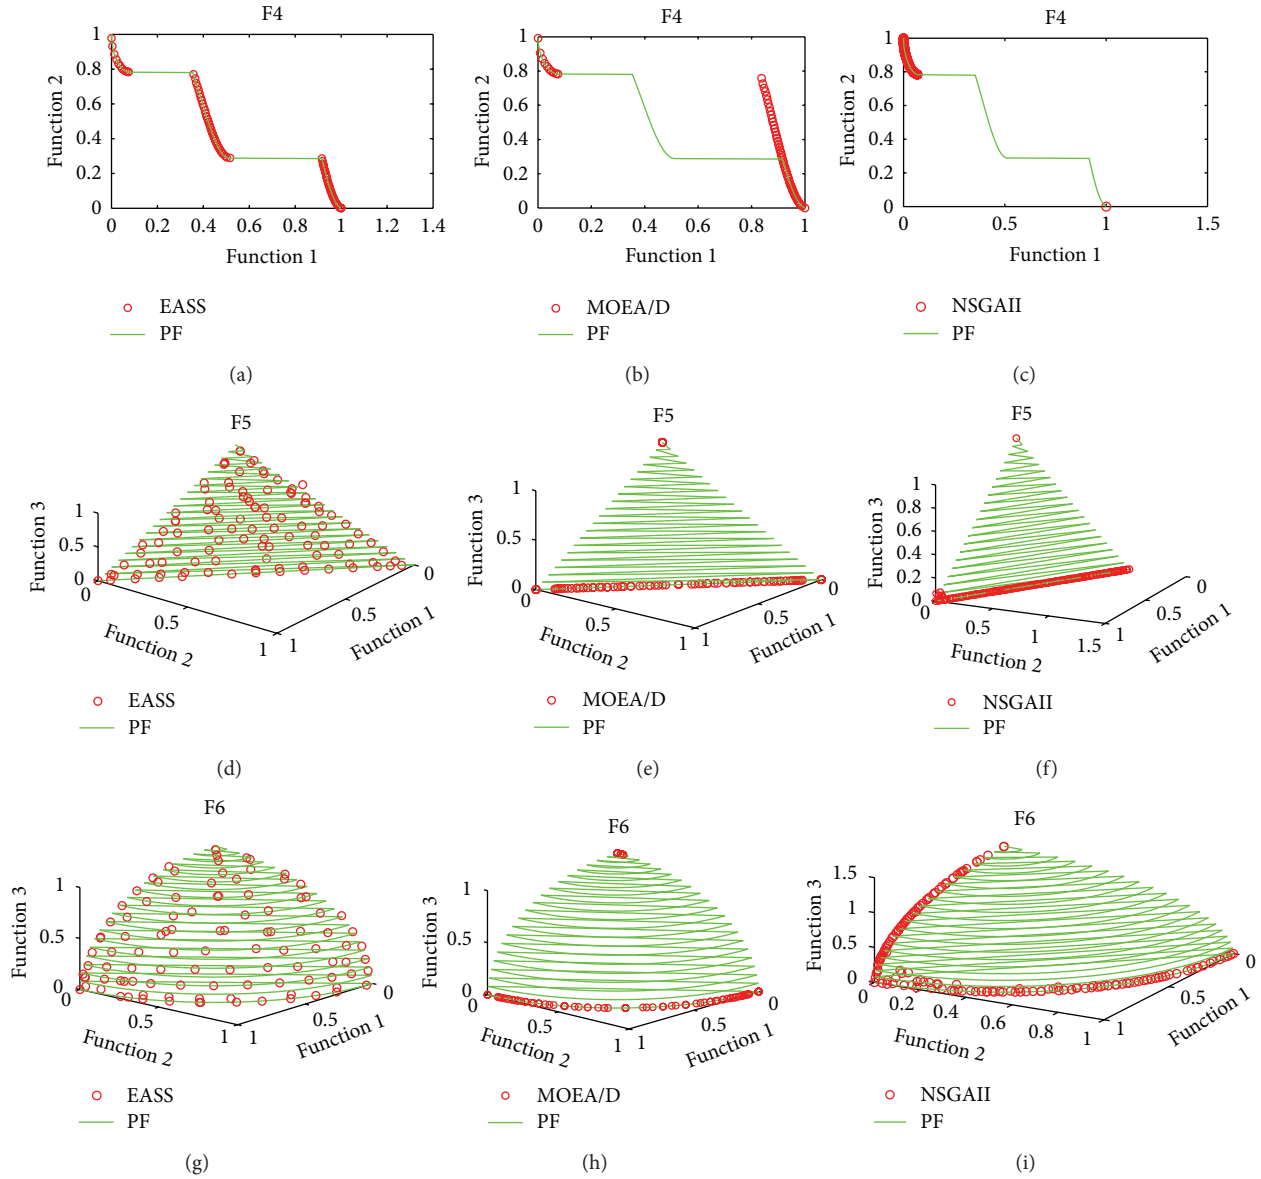 F4
Function 2
1
0.8
0.6
0.4
0.2
0
0 0.2 0.4 0.6 0.8 1 1.2 1.4
Function 1
EASS
PF
(a)
F4
Function 2
1
0.8
0.6
0.4
0.2
0
0 0.2 0.4 0.6 0.8 1
Function 1
MOEA/D
PF
(b)
F4
Function 2
1
0.8
0.6
0.4
0.2
0
0 0.5 1 1.5
Function 1
NSGAII
PF
(c)
F5
Function 3
1
0.5
0
0 0.5 1
Function 2
1 0.5 0
Function 1
EASS
PF
(d)
F5
Function 3
1
0.5
0
0 0.5 1
Function 2
1 0.5 0
Function 1
MOEA/D
PF
(e)
F5
Function 3
1
0.8
0.6
0.4
0.2
0
0 0.5 1 1.5
Function 2
1 0.5 0
Function 1
NSGAII
PF
(f)
F6
Function 3
1
0.5
0
0 0.5 1
Function 2
1 0.5 0
Function 1
EASS
PF
(g)
F6
Function 3
1
0.5
0
0 0.5 1
Function 2
1 0.5 0
Function 1
MOEA/D
PF
(h)
F6
Function 3
1.5
1
0.5
0
0 0.2 0.4 0.6 0.8 1
Function 2
1 0.5 0
Function 1
NSGAII
PF
(i)